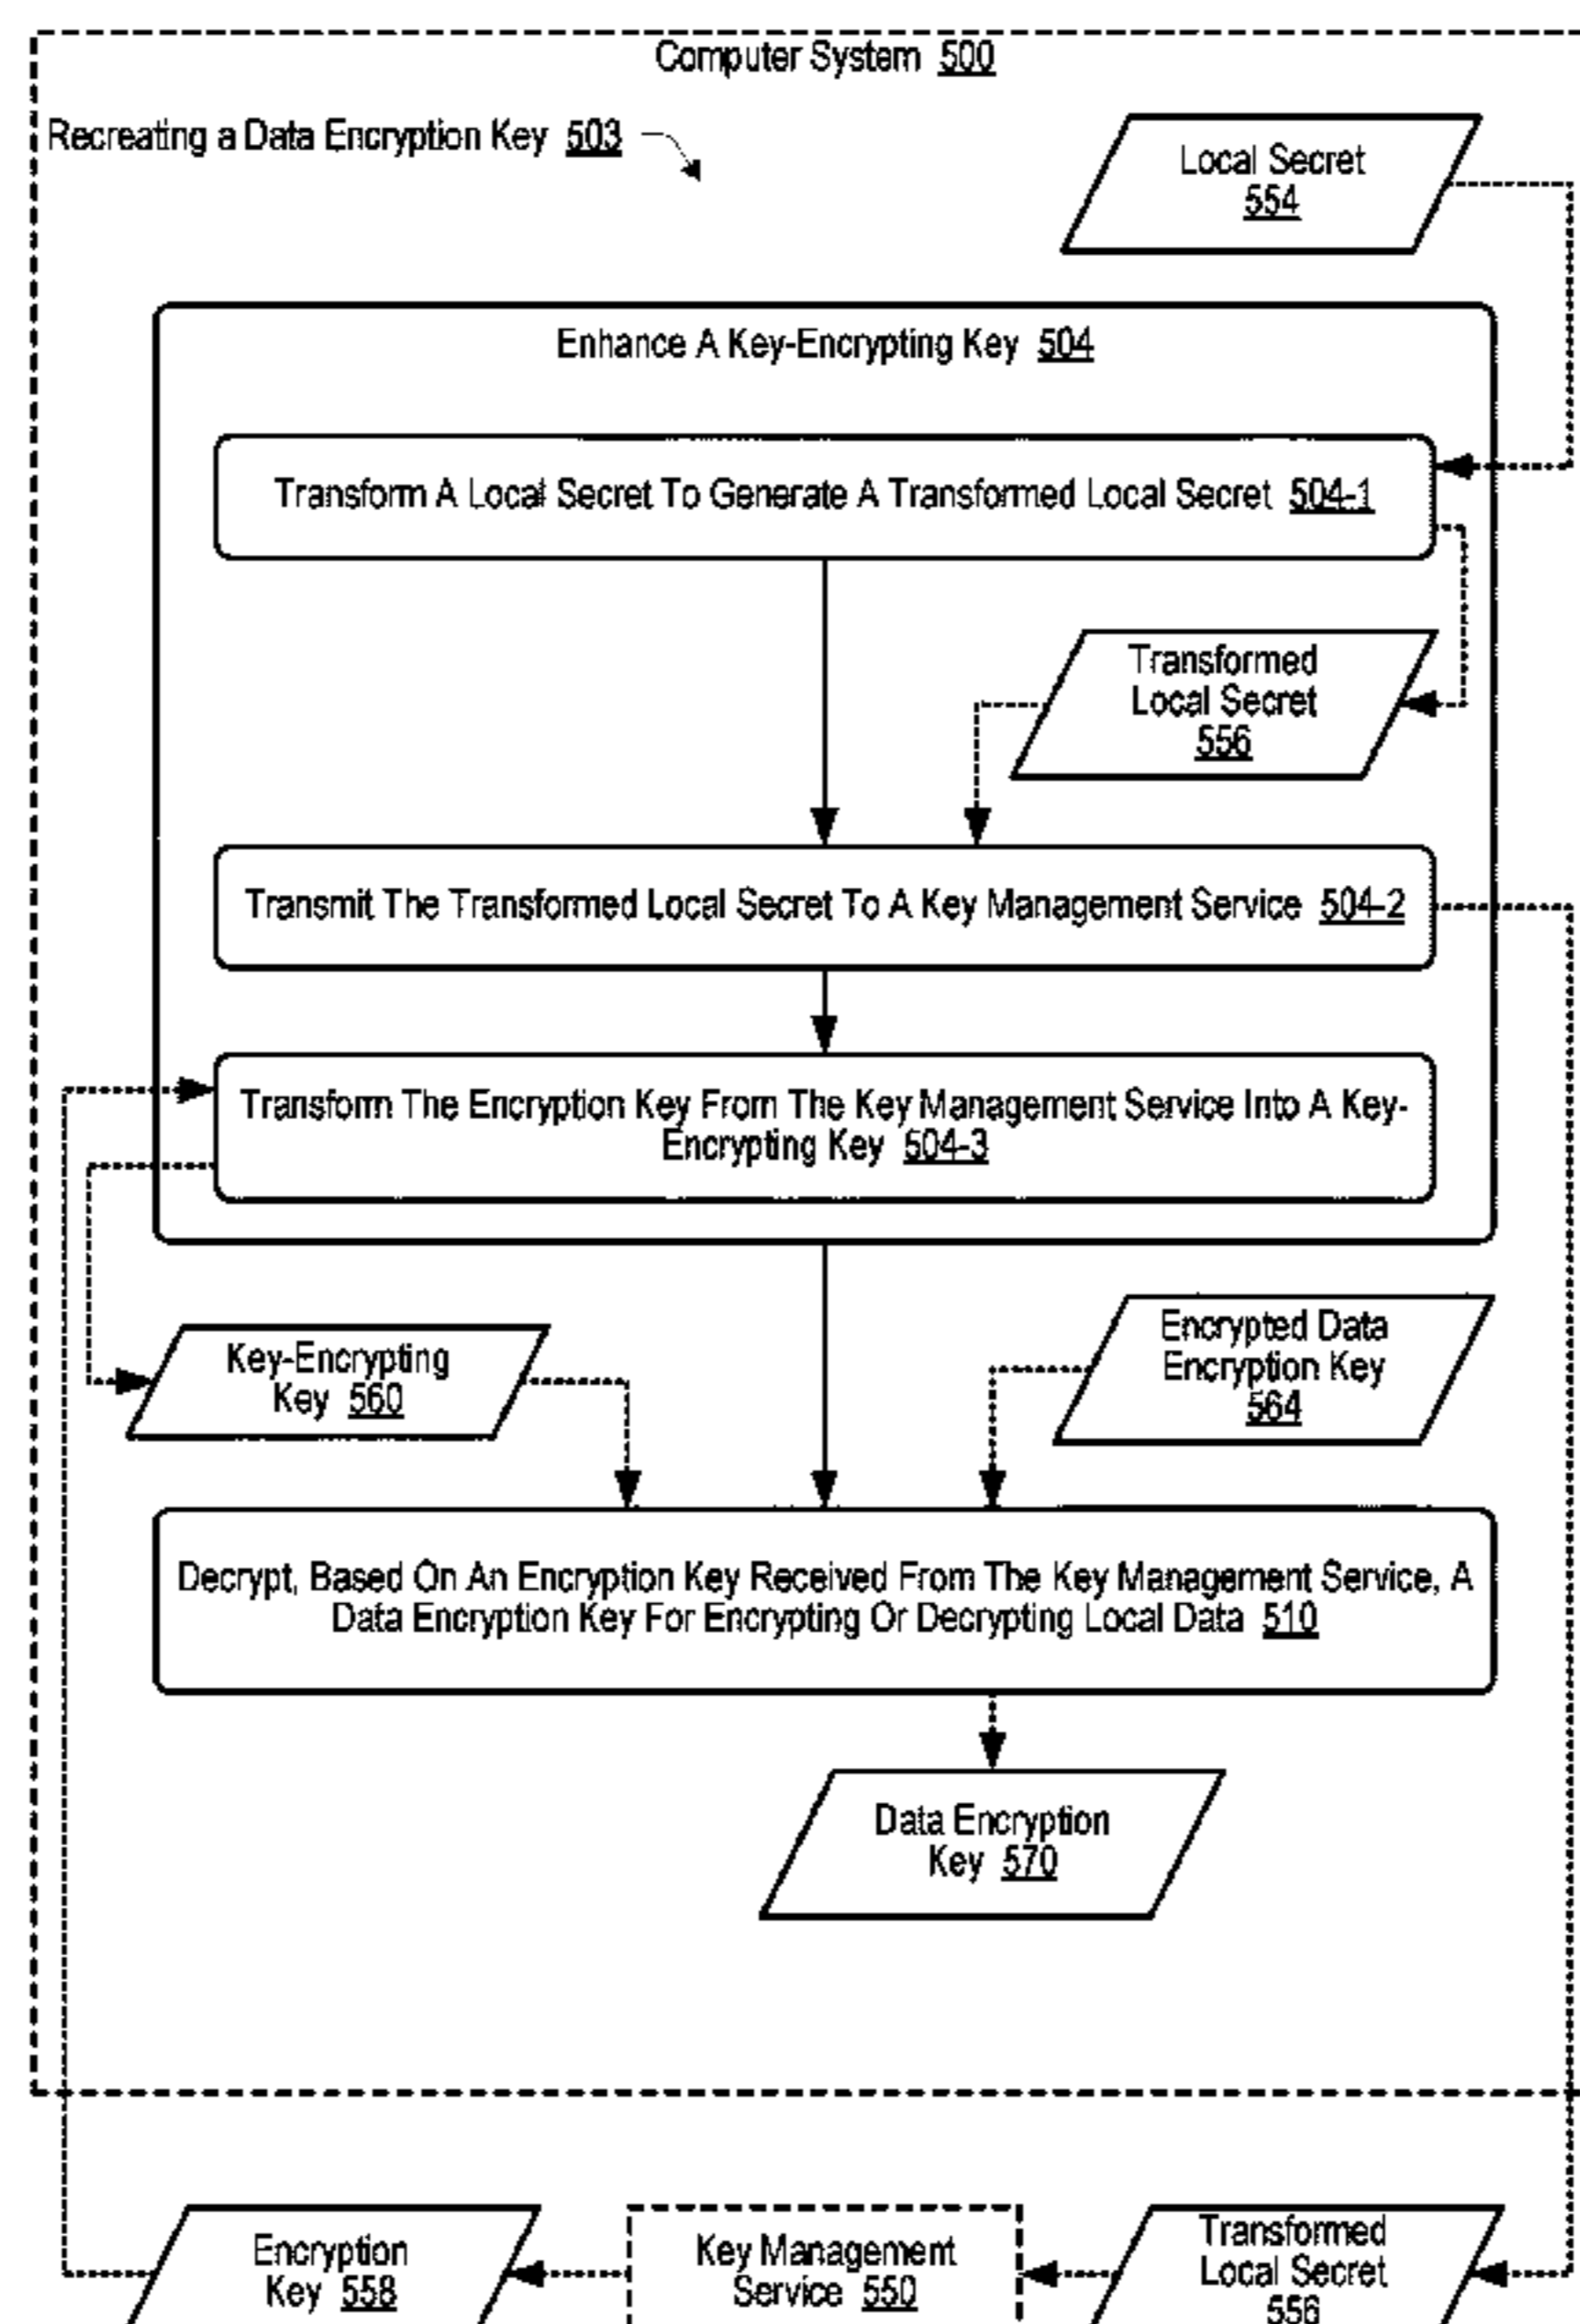 Computer System 500
Recreating a Data Encryption Key 503
Local Secret
554
Enhance A Key-Encrypting Key 504
Transform A Local Secret To Generate A Transformed Local Secret 504-1
Transformed
Local Secret
556
Transmit The Transformed Local Secret To A Key Management Service 504-2
Transform The Encryption Key From The Key Management Service Into A Key-
Encrypting Key 504-3
Key-Encrypting
Key 560
Encrypted Data
Encryption Key
564
Decrypt, Based On An Encryption Key Received From The Key Management Service, A
Data Encryption Key For Encrypting Or Decrypting Local Data 510
Data Encryption
Key 570
Encryption
Key 558
Key Management
Service 550
Transformed
Local Secret
556